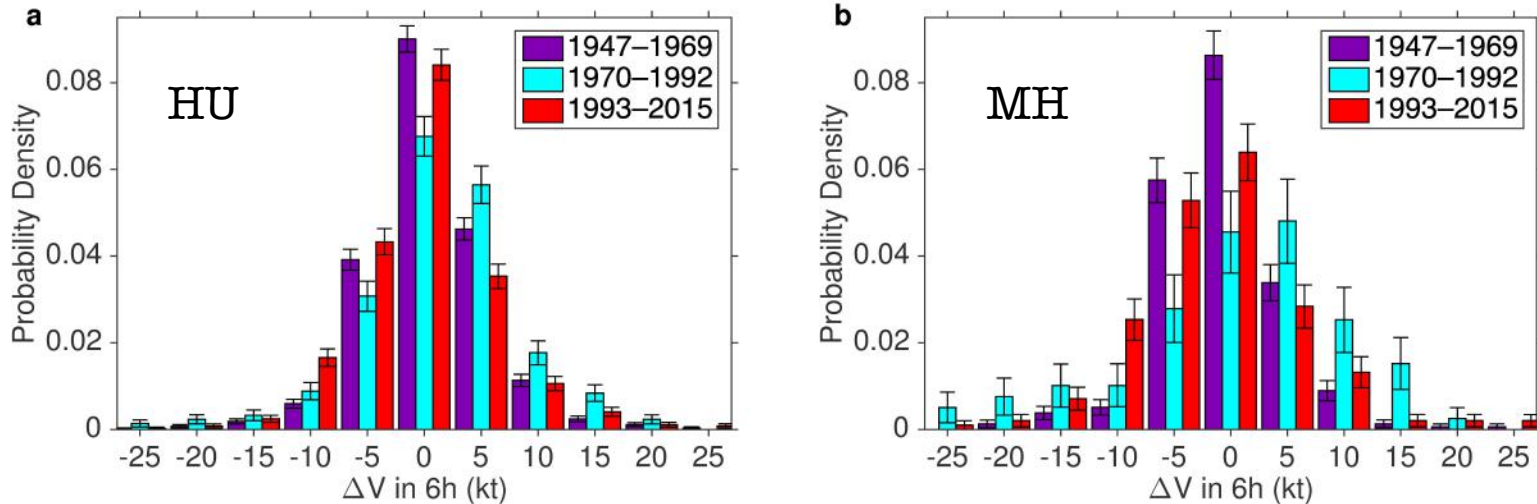 a
HU
1947–1969
1970–1992
1993–2015
Probability Density
0.08
0.06
0.04
0.02
0
-25 -20 -15 -10 -5 0 5 10 15 20 25
ΔV in 6h (kt)
b
MH
1947–1969
1970–1992
1993–2015
Probability Density
0.08
0.06
0.04
0.02
0
-25 -20 -15 -10 -5 0 5 10 15 20 25
ΔV in 6h (kt)